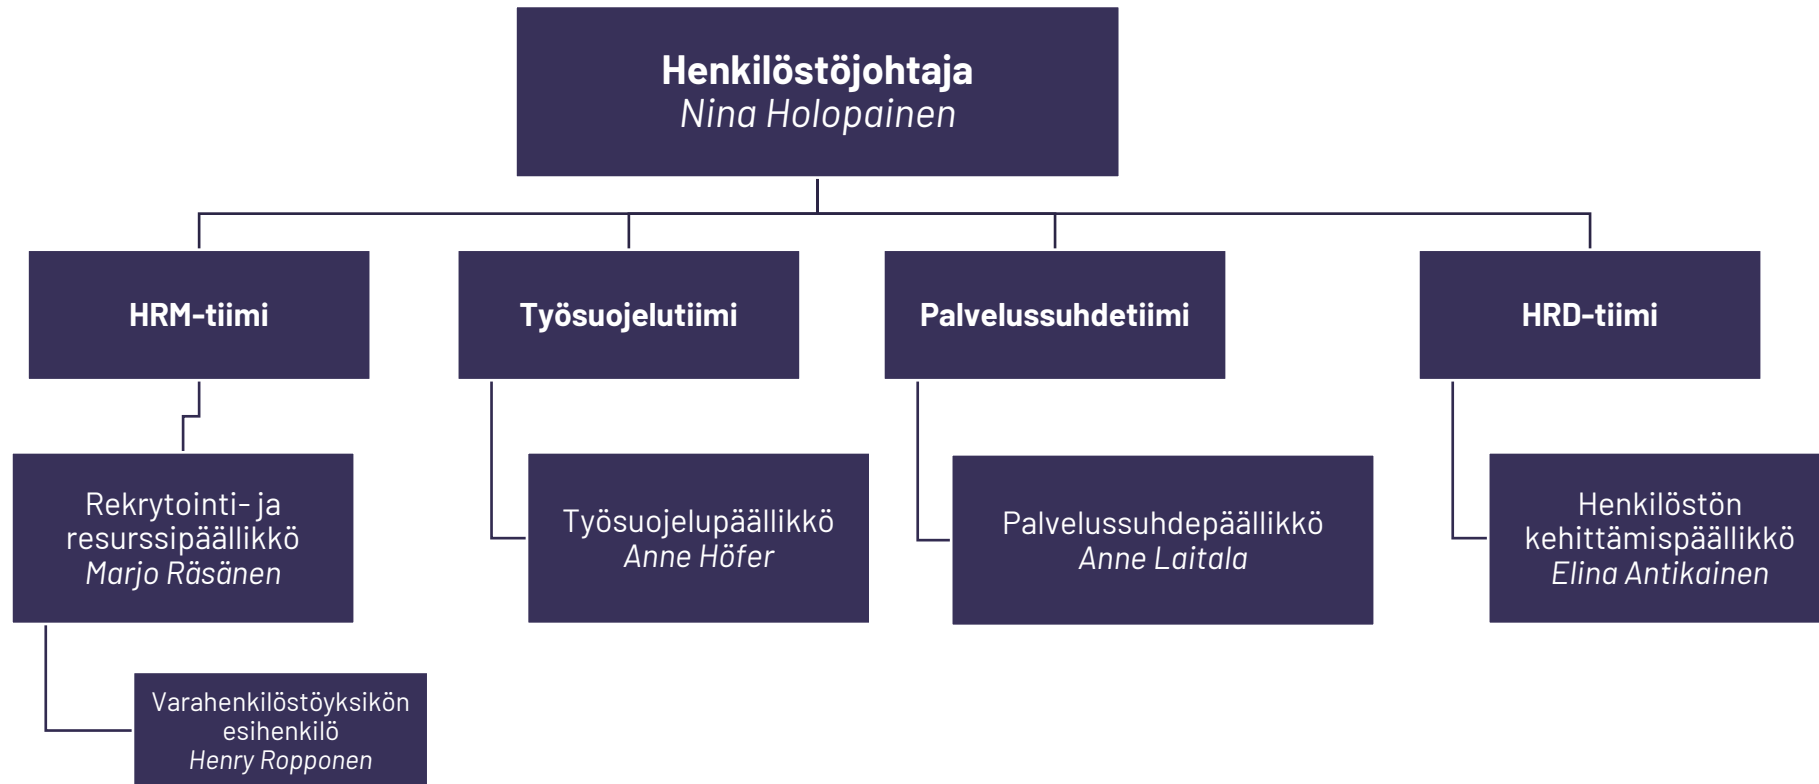 Henkilöstöjohtaja
Nina Holopainen
HRM-tiimi
Työsuojelutiimi
Palvelussuhdetiimi
HRD-tiimi
Rekrytointi- ja
resurssipäällikkö
Marjo Räsänen
Työsuojelupäällikkö
Anne Höfer
Palvelussuhdepäällikkö
Anne Laitala
Henkilöstön
kehittämispäällikkö
Elina Antikainen
Varahenkilöstöyksikön
esihenkilö
Henry Ropponen